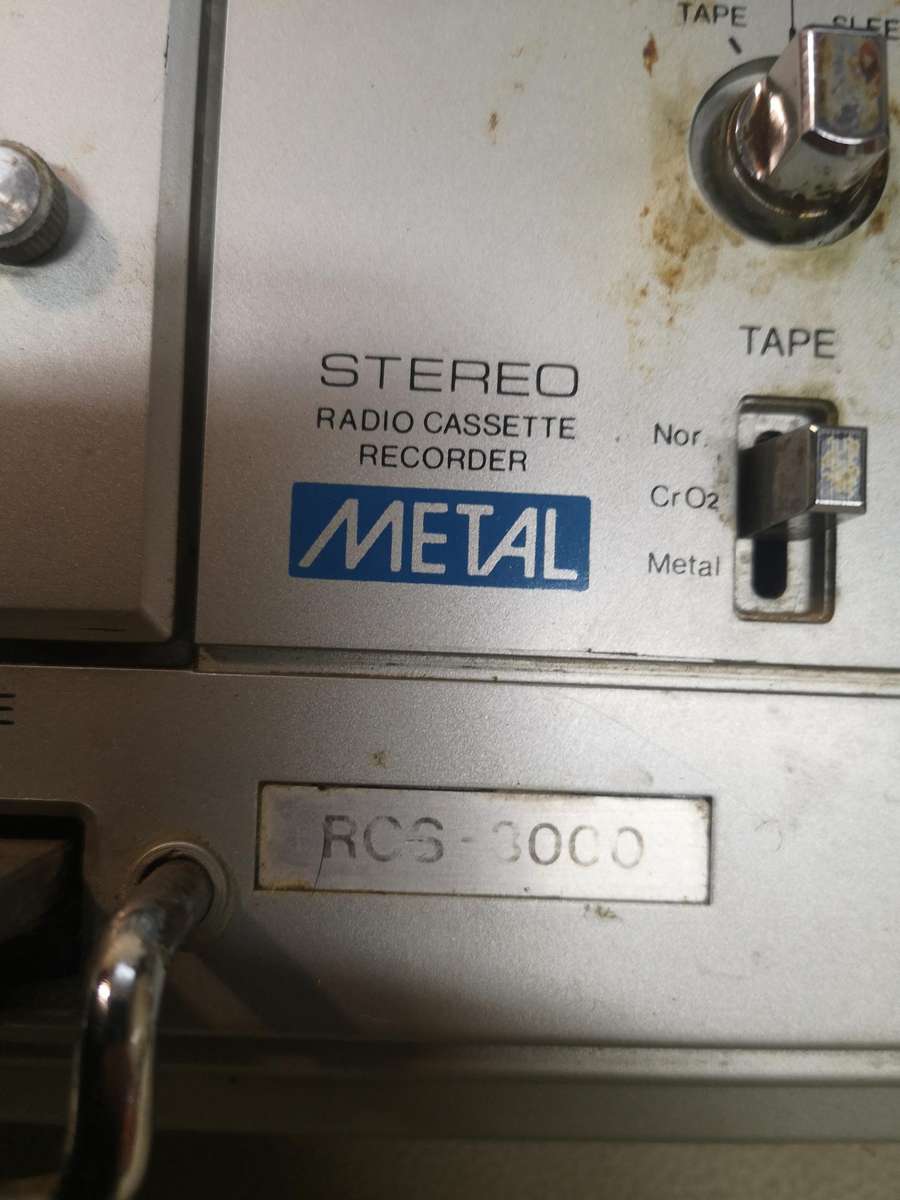 TAPE
TAPE
STEREO
RADIO CASSETTE
RECORDER
METAL
Nor.
CrO2
Metal
RCS-3000